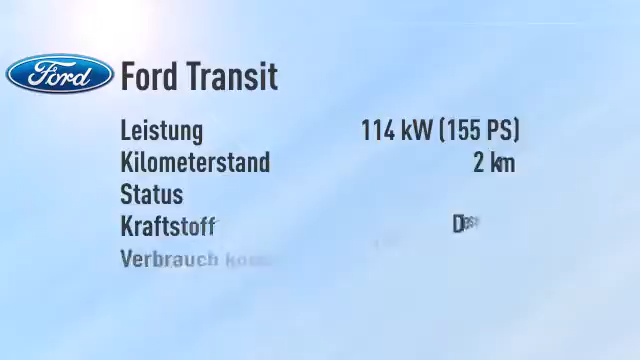 Ford
Ford Transit
Leistung 114 kW (155 PS)
Kilometerstand 2 km
Status
Kraftstoff
Verbrauch